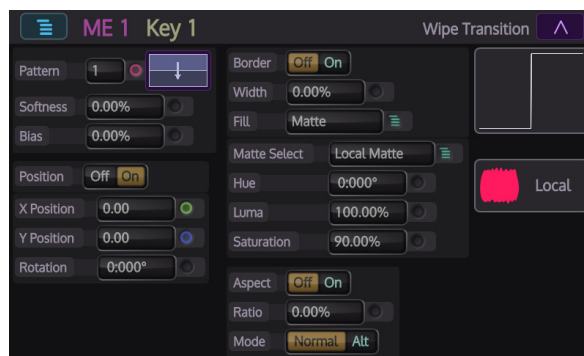 ME 1 Key 1 Wipe Transition
Pattern 1
Softness 0.00%
Bias 0.00%
Position Off On
X Position 0.00
Y Position 0.00
Rotation 0:000°
Border Off On
Width 0.00%
Fill Matte
Matte Select Local Matte
Hue 0:000°
Luma 100.00%
Saturation 90.00%
Aspect Off On
Ratio 0.00%
Mode Normal Alt
Local